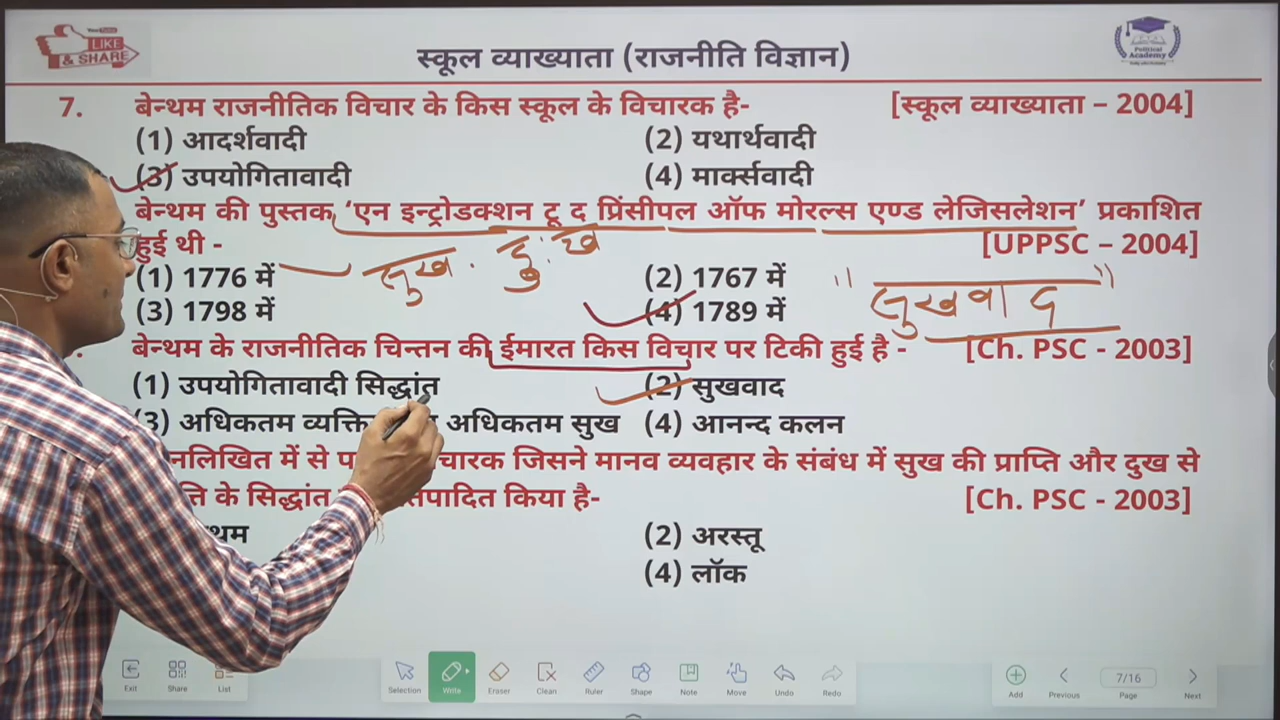 YouTube
LIKE
& SHARE
स्कूल व्याख्याता (राजनीति विज्ञान)
Political
Academy
7. बेन्थम राजनीतिक विचार के किस स्कूल के विचारक है- [स्कूल व्याख्याता – 2004]
(1) आदर्शवादी (2) यथार्थवादी
(3) उपयोगितावादी (4) मार्क्सवादी
बेन्थम की पुस्तक 'एन इन्ट्रोडक्शन टू द प्रिंसीपल ऑफ मोरल्स एण्ड लेजिसलेशन' प्रकाशित
हुई थी - [UPPSC – 2004]
सुख. दुःख
(1) 1776 में (2) 1767 में
"सुखवाद"
(3) 1798 में (4) 1789 में
बेन्थम के राजनीतिक चिन्तन की ईमारत किस विचार पर टिकी हुई है - [Ch. PSC - 2003]
(1) उपयोगितावादी सिद्धांत (2) सुखवाद
(3) अधिकतम अधिकतम सुख (4) आनन्द कलन
में से मानव व्यवहार के संबंध में सुख की प्राप्ति और दुख से
जिसने
के सिद्धांत किया है- [Ch. PSC - 2003]
(2) अरस्तू
(4) लॉक
Exit Share List Selection Write Eraser Clean Ruler Shape Note Move Undo Redo Add Previous 7/16 Page Next